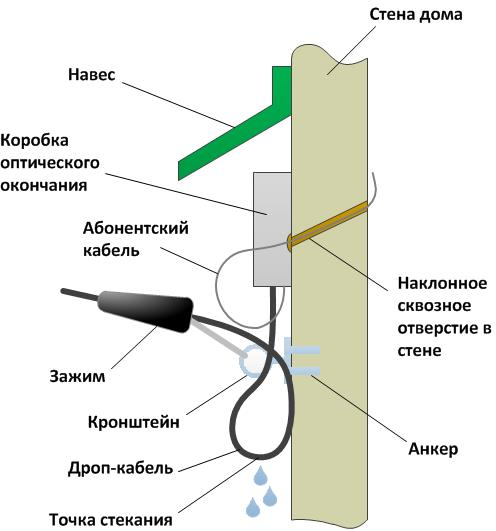 Стена дома
Навес
Коробка
оптического
окончания
Абонентский
кабель
Наклонное
сквозное
отверстие в
стене
Зажим
Кронштейн
Анкер
Дроп-кабель
Точка стекания